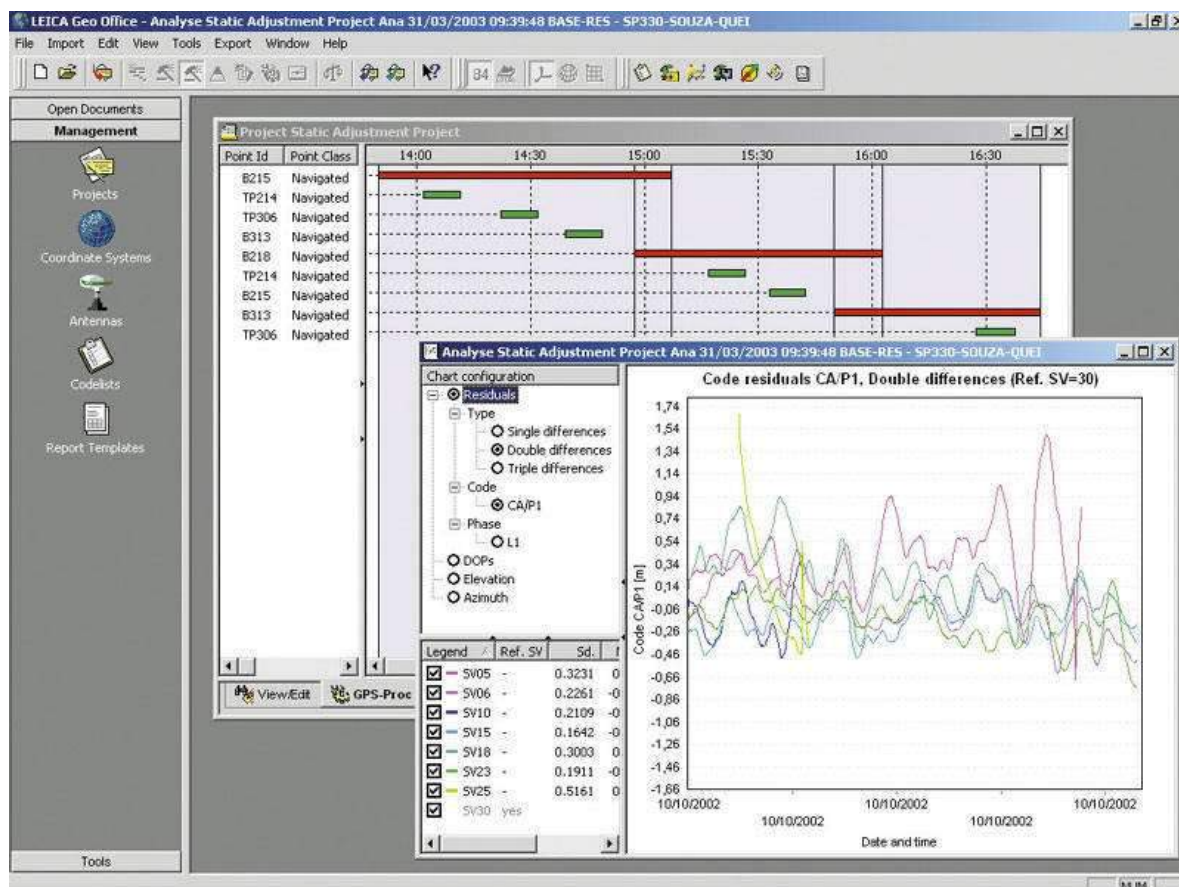 LEICA Geo Office - Analyse Static Adjustment Project Ana 31/03/2003 09:39:48 BASE-RES - SP330-SOUZA-QUEI
File Import Edit View Tools Export Window Help
84
Open Documents
Management
Projects
Coordinate Systems
Antennas
Codelists
Report Templates
Tools
Project Static Adjustment Project
Point Id Point Class 14:00 14:30 15:00 15:30 16:00 16:30
B215 Navigated
TP214 Navigated
TP306 Navigated
B313 Navigated
B218 Navigated
TP214 Navigated
B215 Navigated
B313 Navigated
TP306 Navigated
View/Edit GPS-Proc
Analyse Static Adjustment Project Ana 31/03/2003 09:39:48 BASE-RES - SP330-SOUZA-QUEI
Chart configuration
Residuals
Type
Single differences
Double differences
Triple differences
Code
CA/P1
Phase
L1
DOPs
Elevation
Azimuth
Legend Ref. SV Sd.
SV05 - 0.3231 0
SV06 - 0.2261 -0
SV10 - 0.2109 -0
SV15 - 0.1642 -0
SV18 - 0.3003 0
SV23 - 0.1911 -0
SV25 - 0.5161 0
SV30 yes
Code residuals CA/P1, Double differences (Ref. SV=30)
Code CA/P1 [m]
1,74
1,54
1,34
1,14
0,94
0,74
0,54
0,34
0,14
-0,06
-0,26
-0,46
-0,66
-0,86
-1,06
-1,26
-1,46
-1,66
10/10/2002 10/10/2002 10/10/2002
10/10/2002 10/10/2002
Date and time
NUM